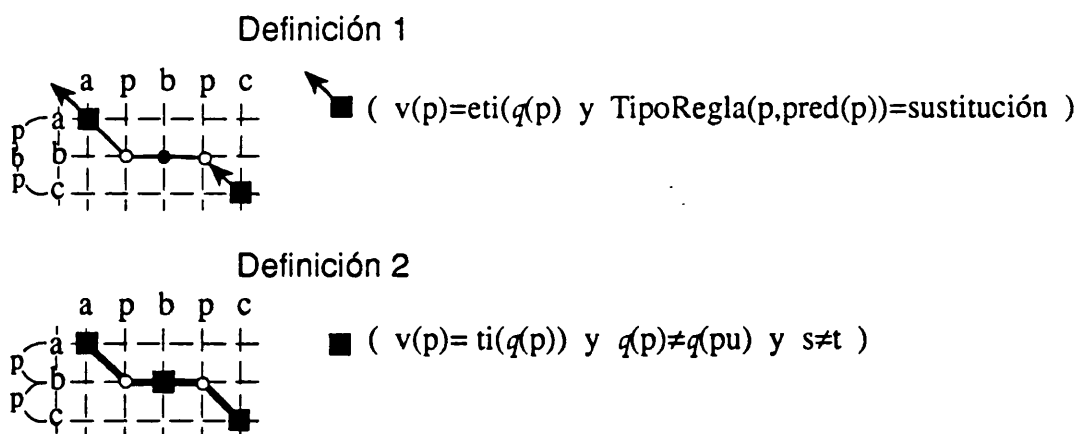 Definición 1
a p b p c
( v(p)=eti(q(p) y TipoRegla(p,pred(p))=sustitución )
p a
b b
p c
Definición 2
a p b p c
( v(p)= ti(q(p)) y q(p)≠q(pu) y s≠t )
p a
b
p c